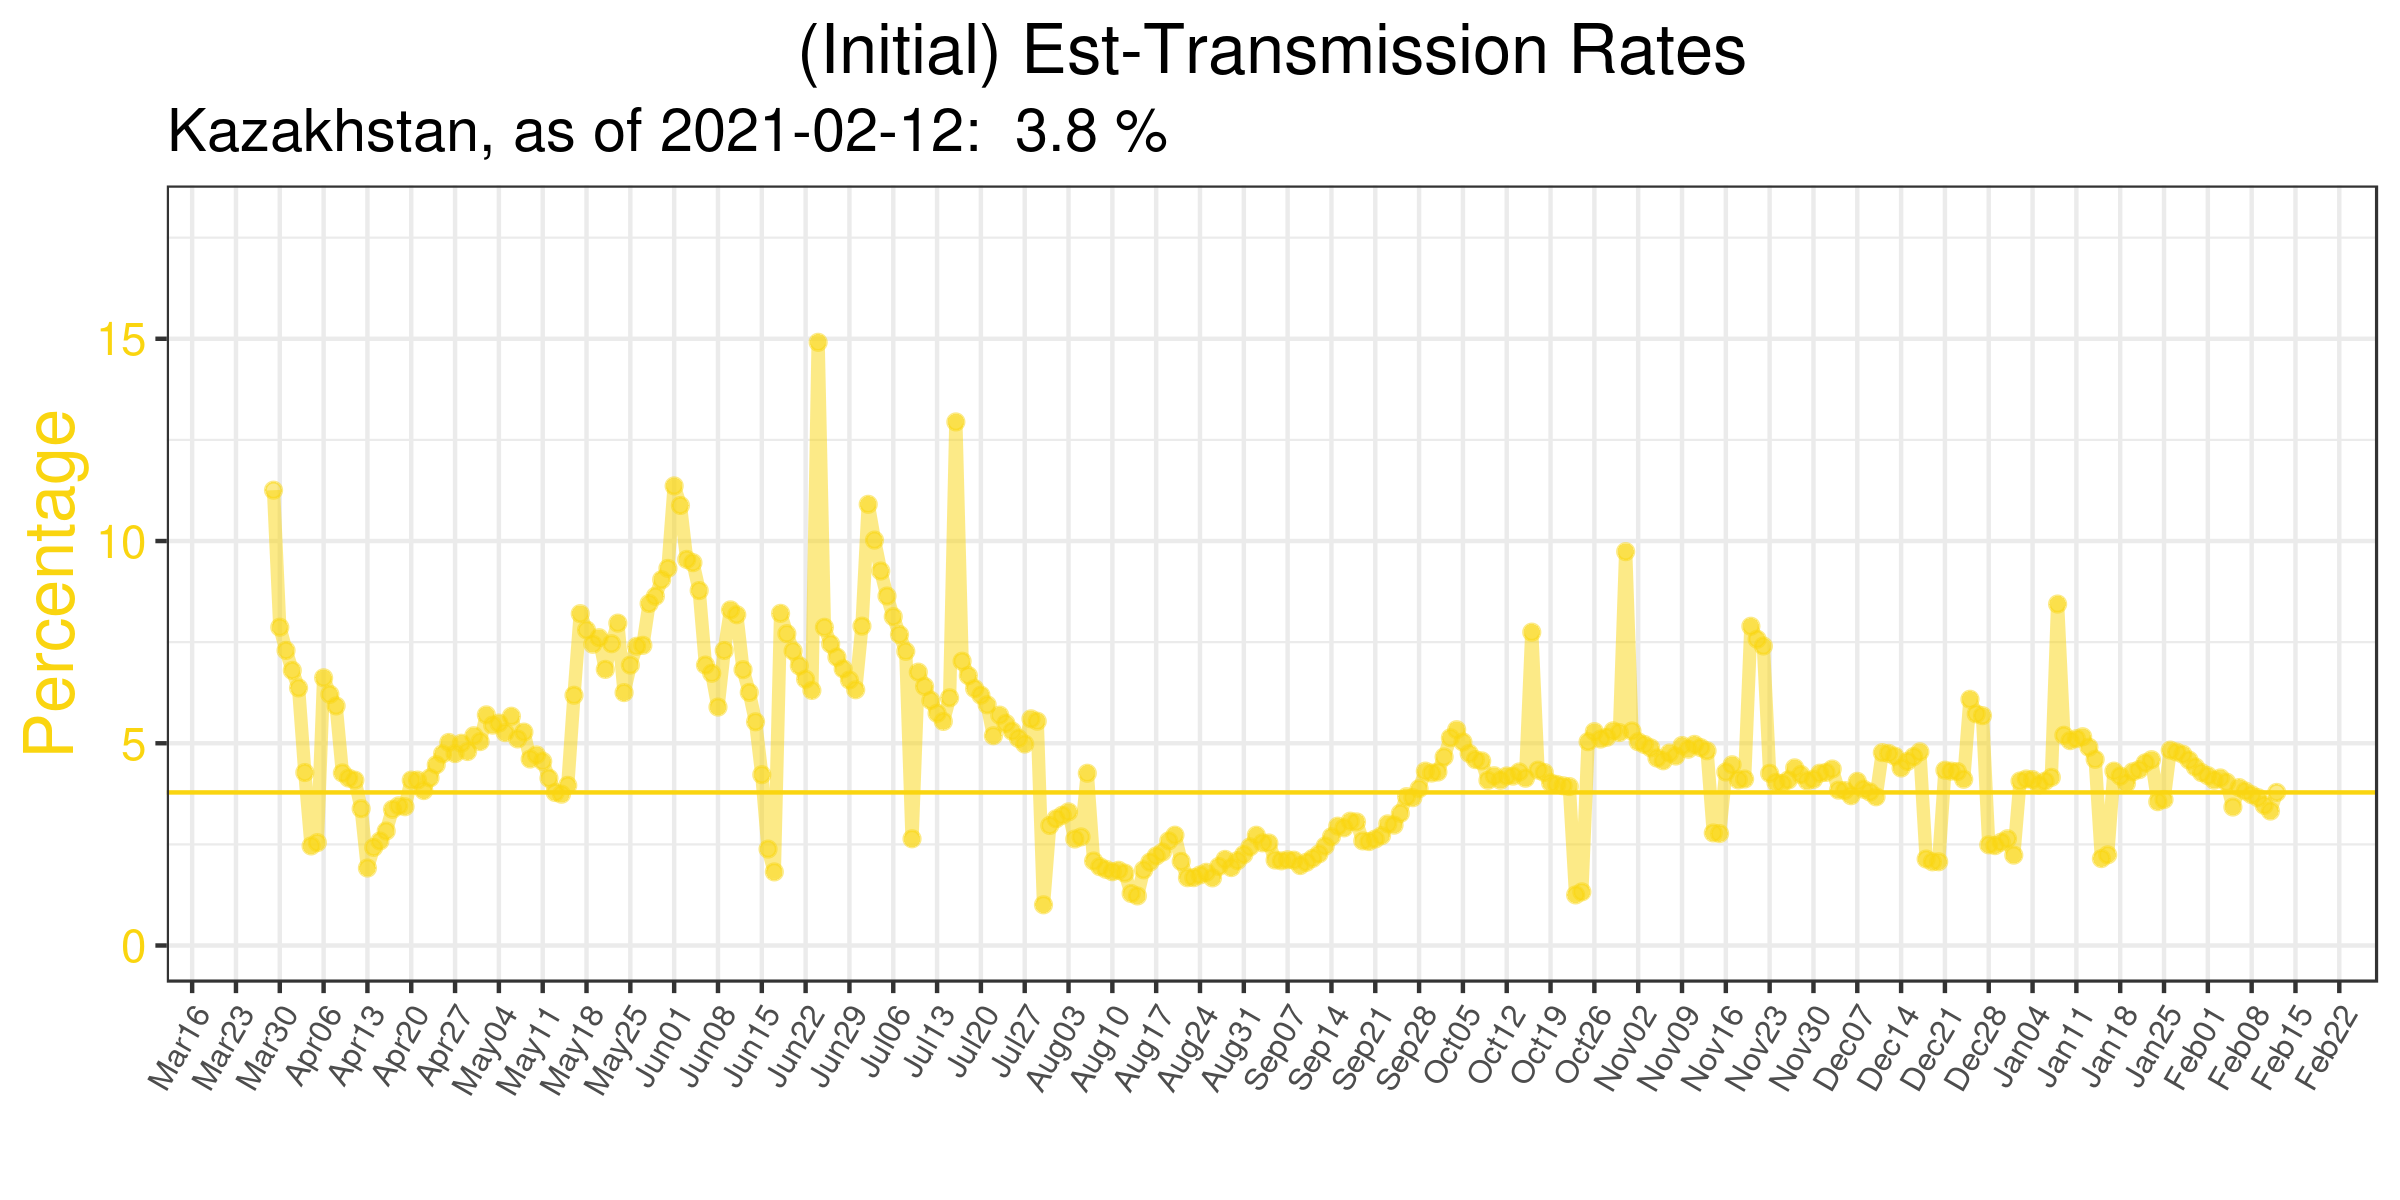 (Initial) Est-Transmission Rates
Kazakhstan, as of 2021-02-12:  3.8 %
Percentage
15
10
5
0
Mar16
Mar23
Mar30
Apr06
Apr13
Apr20
Apr27
May04
May11
May18
May25
Jun01
Jun08
Jun15
Jun22
Jun29
Jul06
Jul13
Jul20
Jul27
Aug03
Aug10
Aug17
Aug24
Aug31
Sep07
Sep14
Sep21
Sep28
Oct05
Oct12
Oct19
Oct26
Nov02
Nov09
Nov16
Nov23
Nov30
Dec07
Dec14
Dec21
Dec28
Jan04
Jan11
Jan18
Jan25
Feb01
Feb08
Feb15
Feb22